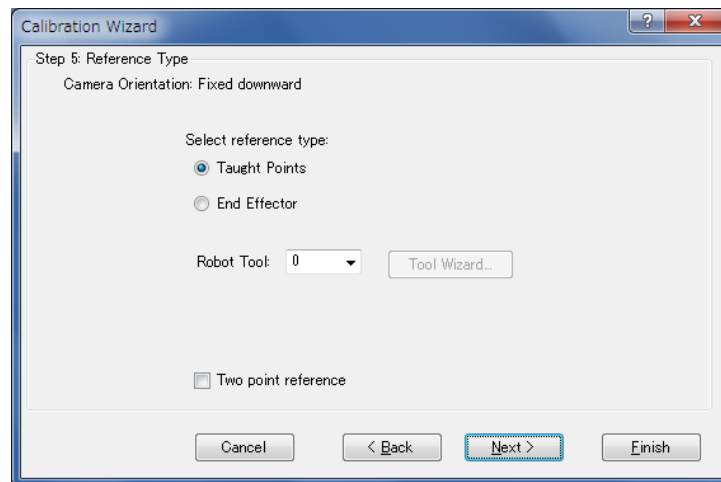 Calibration Wizard
?
X
Step 5: Reference Type
Camera Orientation: Fixed downward
Select reference type:
Taught Points
End Effector
Robot Tool: 0 Tool Wizard...
Two point reference
Cancel < Back Next > Finish